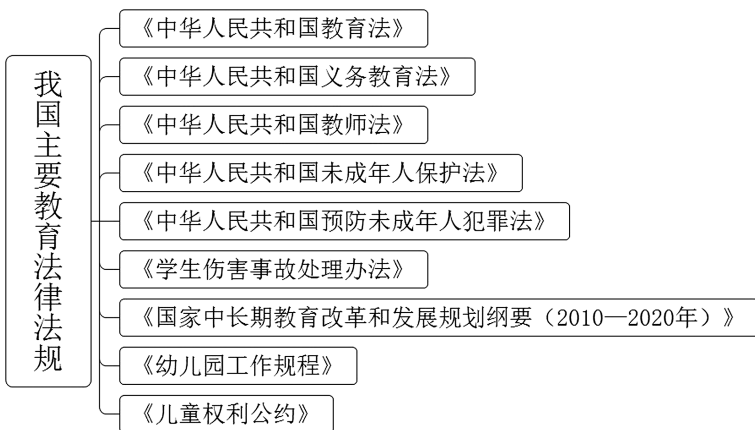 我国主要教育法律法规
《中华人民共和国教育法》
《中华人民共和国义务教育法》
《中华人民共和国教师法》
《中华人民共和国未成年人保护法》
《中华人民共和国预防未成年人犯罪法》
《学生伤害事故处理办法》
《国家中长期教育改革和发展规划纲要（2010—2020年）》
《幼儿园工作规程》
《儿童权利公约》